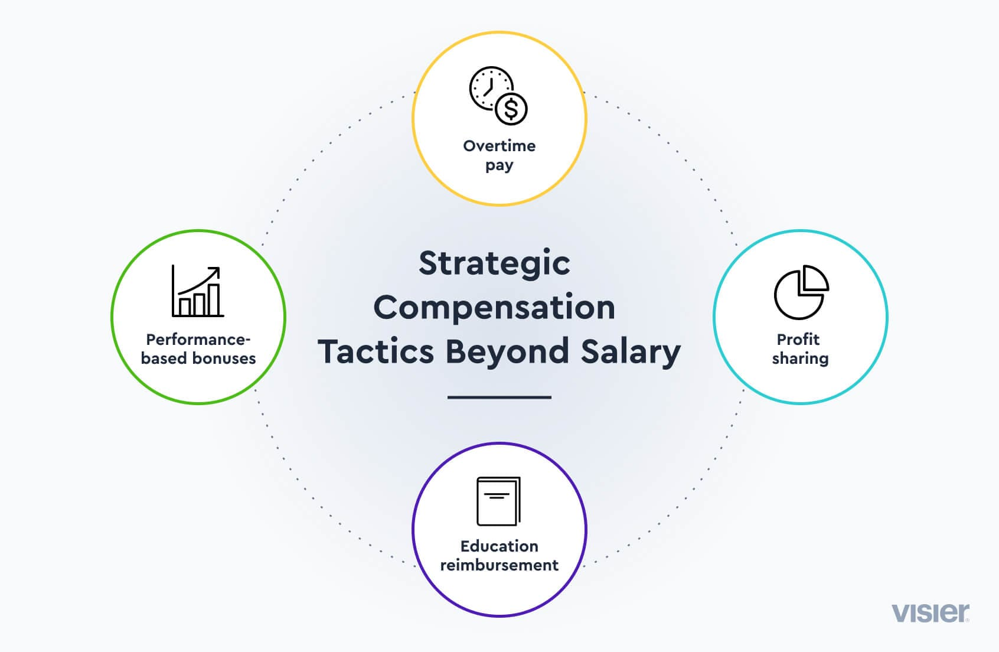 Overtime
pay
Strategic
Compensation
Tactics Beyond Salary
Performance-
based bonuses
Profit
sharing
Education
reimbursement
VISIER®